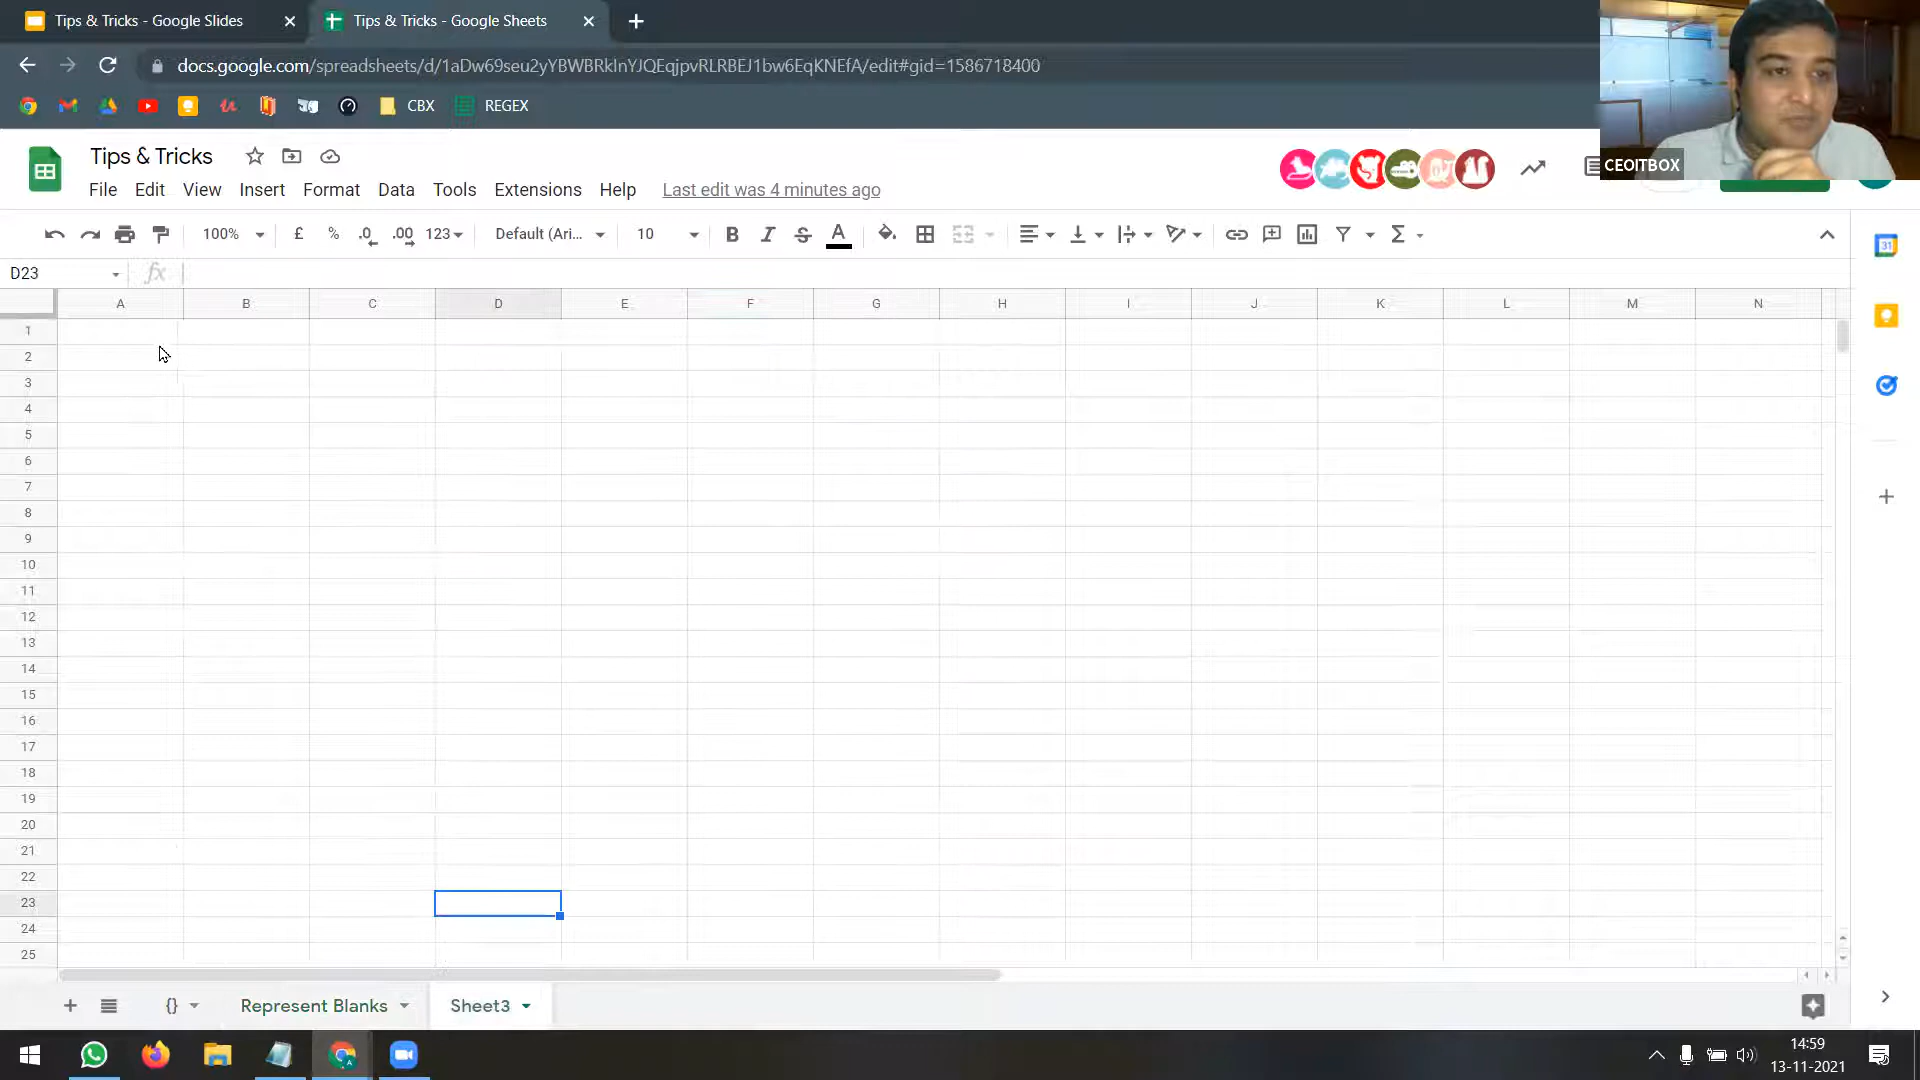 Tips & Tricks - Google Slides
Tips & Tricks - Google Sheets
docs.google.com/spreadsheets/d/1aDw69seu2yYBWBRkInYJQEqjpvRLRBEJ1bw6EqKNEfA/edit#gid=1586718400
CBX
REGEX
Tips & Tricks
CEOITBOX
File Edit View Insert Format Data Tools Extensions Help Last edit was 4 minutes ago
100% £ % .0 .00 123 Default (Ari... 10 B I S A Σ
D23 fx
A B C D E F G H I J K L M N
1
2
3
4
5
6
7
8
9
10
11
12
13
14
15
16
17
18
19
20
21
22
23
24
25
{} Represent Blanks Sheet3
14:59
13-11-2021